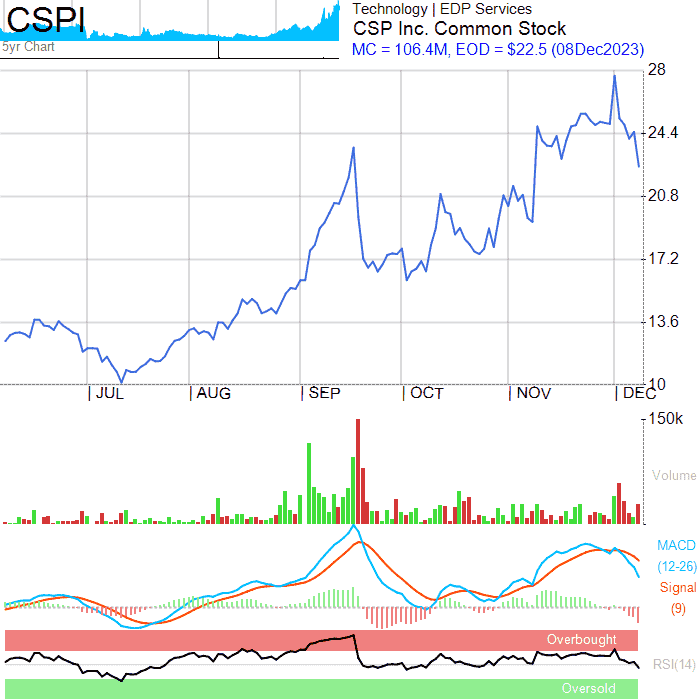 CSPI
5yr Chart
Technology | EDP Services
CSP Inc. Common Stock
MC = 106.4M, EOD = $22.5 (08Dec2023)
28
24.4
20.8
17.2
13.6
10
JUL AUG SEP OCT NOV DEC
150k
Volume
MACD
(12-26)
Signal
(9)
Overbought
RSI(14)
Oversold